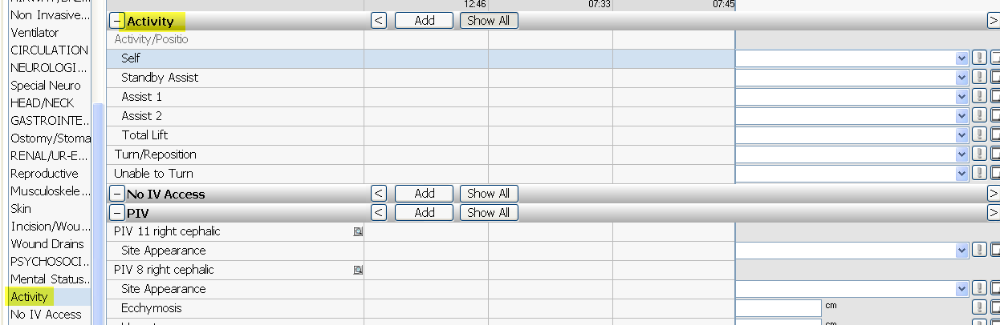 12:46 07:33 07:45
Non Invasive...
Ventilator
CIRCULATION
NEUROLOGI...
Special Neuro
HEAD/NECK
GASTROINTE...
Ostomy/Stoma
RENAL/UR-E...
Reproductive
Musculoskele...
Skin
Incision/Wou...
Wound Drains
PSYCHOSOCI...
Mental Status...
Activity
No IV Access
− Activity < Add Show All >
Activity/Positio
Self
Standby Assist
Assist 1
Assist 2
Total Lift
Turn/Reposition
Unable to Turn
− No IV Access < Add Show All >
− PIV < Add Show All >
PIV 11 right cephalic
Site Appearance
PIV 8 right cephalic
Site Appearance
Ecchymosis cm
cm